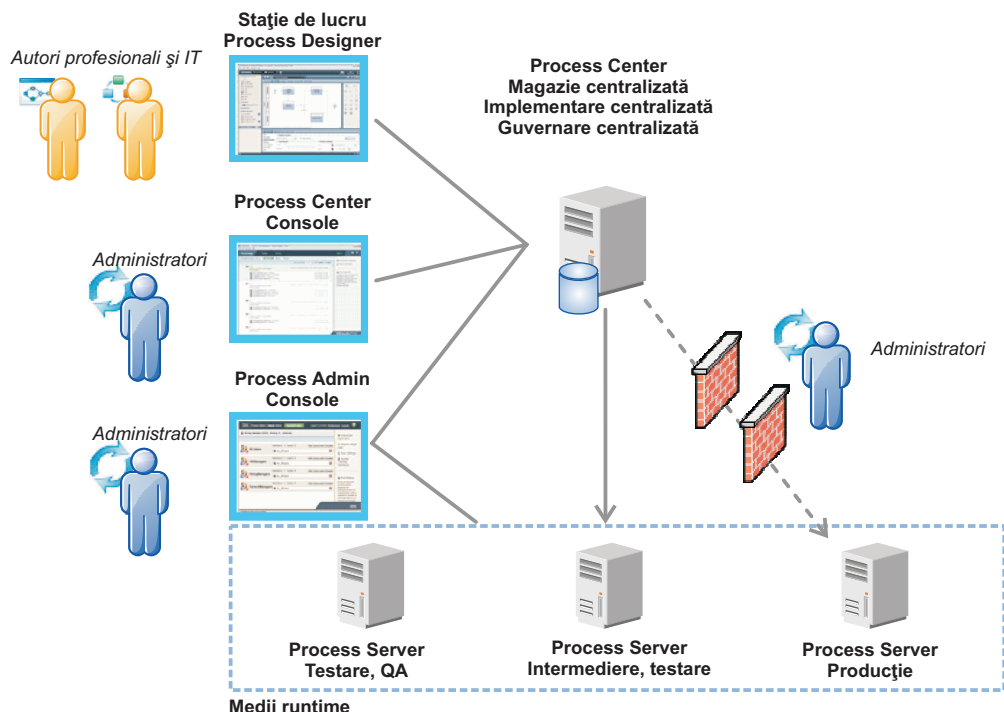 Staţie de lucru
Process Designer
Autori profesionali şi IT
Process Center
Magazie centralizată
Implementare centralizată
Guvernare centralizată
Process Center
Console
Administratori
Process Admin
Console
Administratori
Administratori
Process Server
Testare, QA
Process Server
Intermediere, testare
Process Server
Producţie
Medii runtime